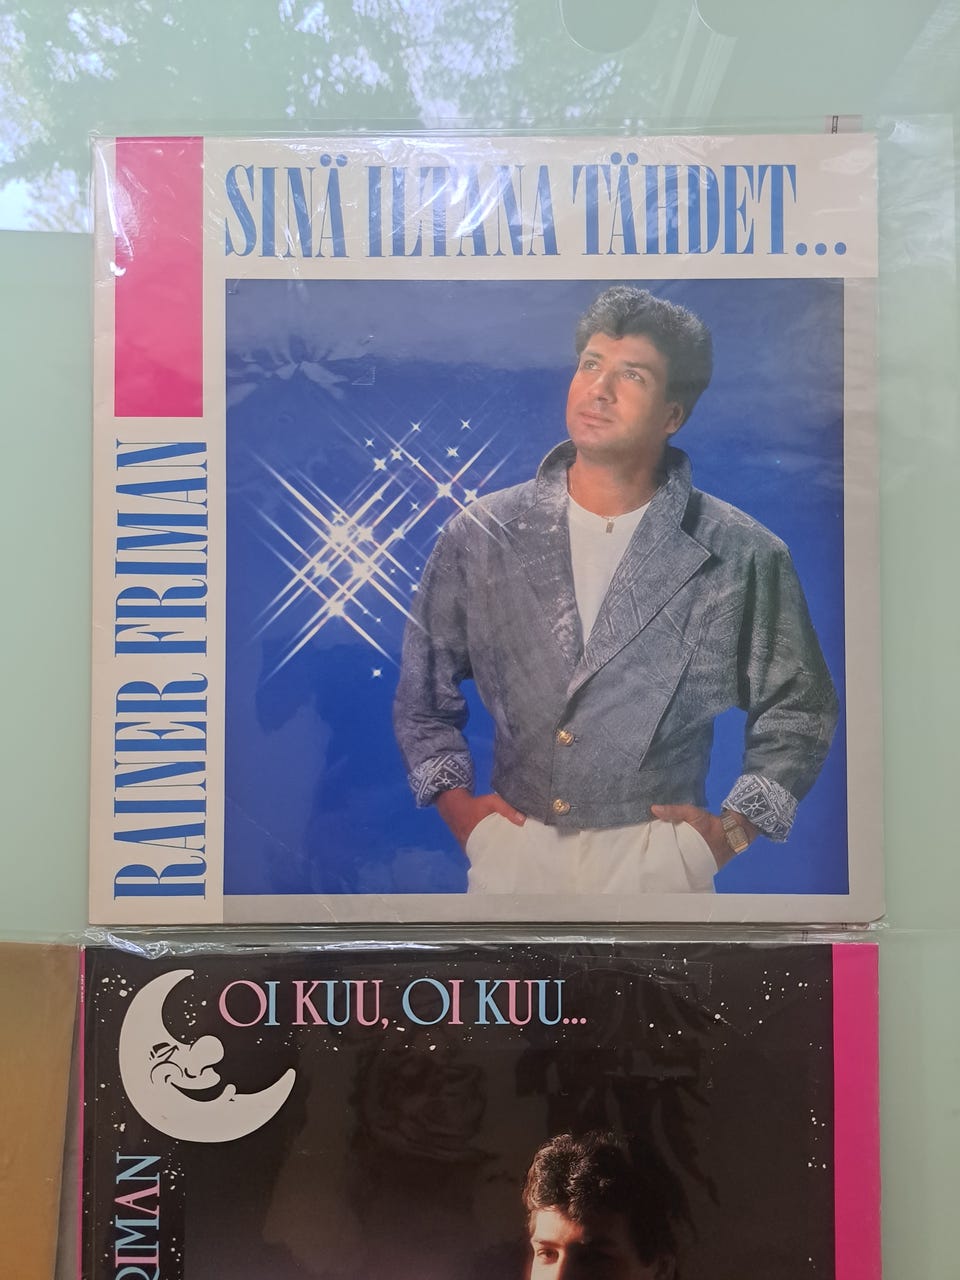 SINÄ ILTANA TÄHDET...
RAINER FRIMAN
OI KUU, OI KUU...